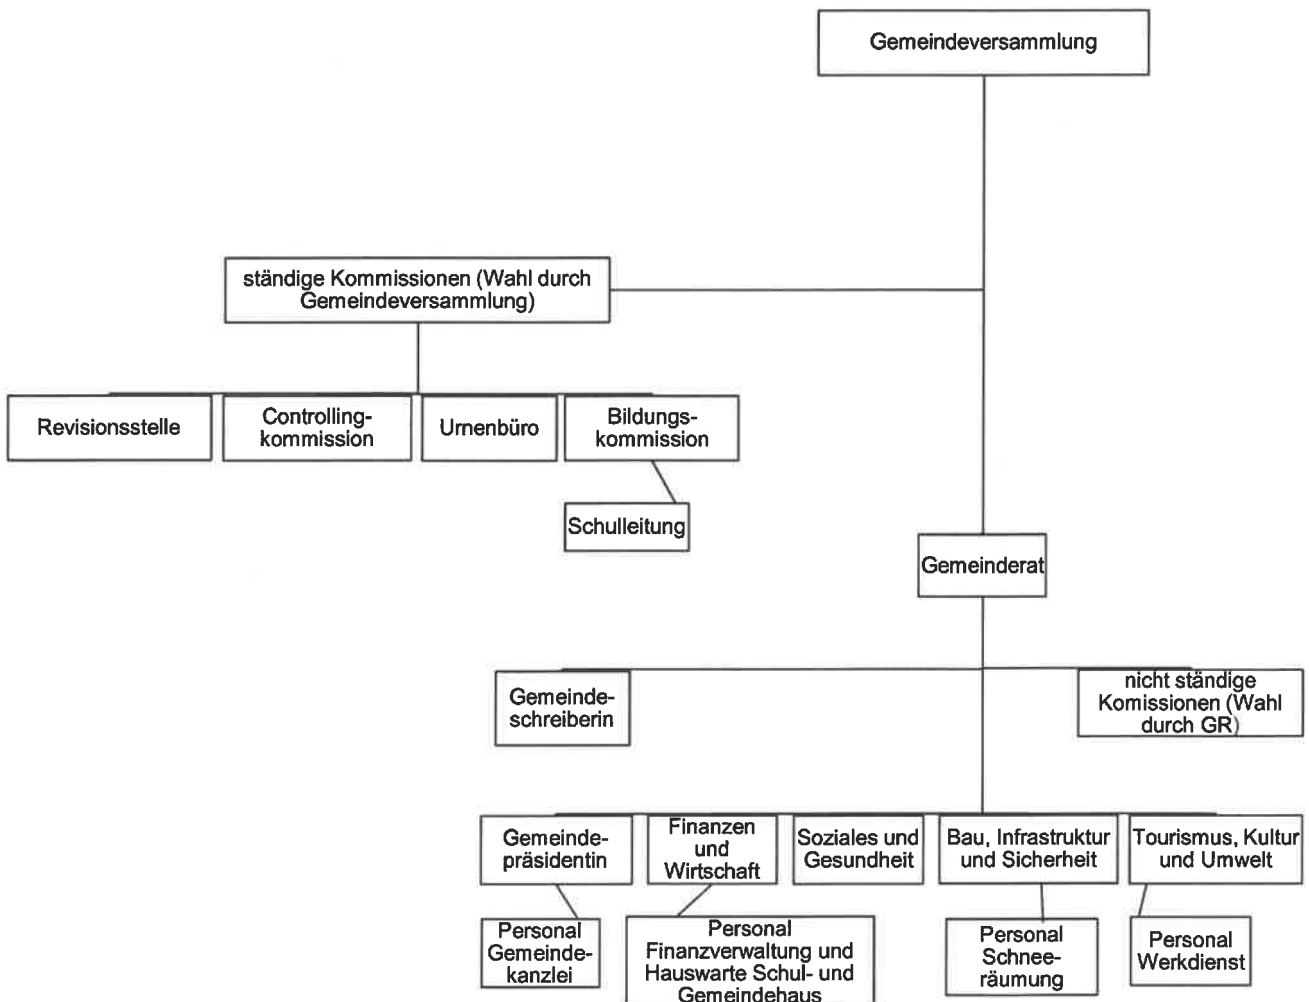 Gemeindeversammlung
ständige Kommissionen (Wahl durch
Gemeindeversammlung)
Revisionsstelle
Controlling-
kommission
Urnenbüro
Bildungs-
kommission
Schulleitung
Gemeinderat
Gemeinde-
schreiberin
nicht ständige
Komissionen (Wahl
durch GR)
Gemeinde-
präsidentin
Finanzen
und
Wirtschaft
Soziales und
Gesundheit
Bau, Infrastruktur
und Sicherheit
Tourismus, Kultur
und Umwelt
Personal
Gemeinde-
kanzlei
Personal
Finanzverwaltung und
Hauswarte Schul- und
Gemeindehaus
Personal
Schnee-
räumung
Personal
Werkdienst